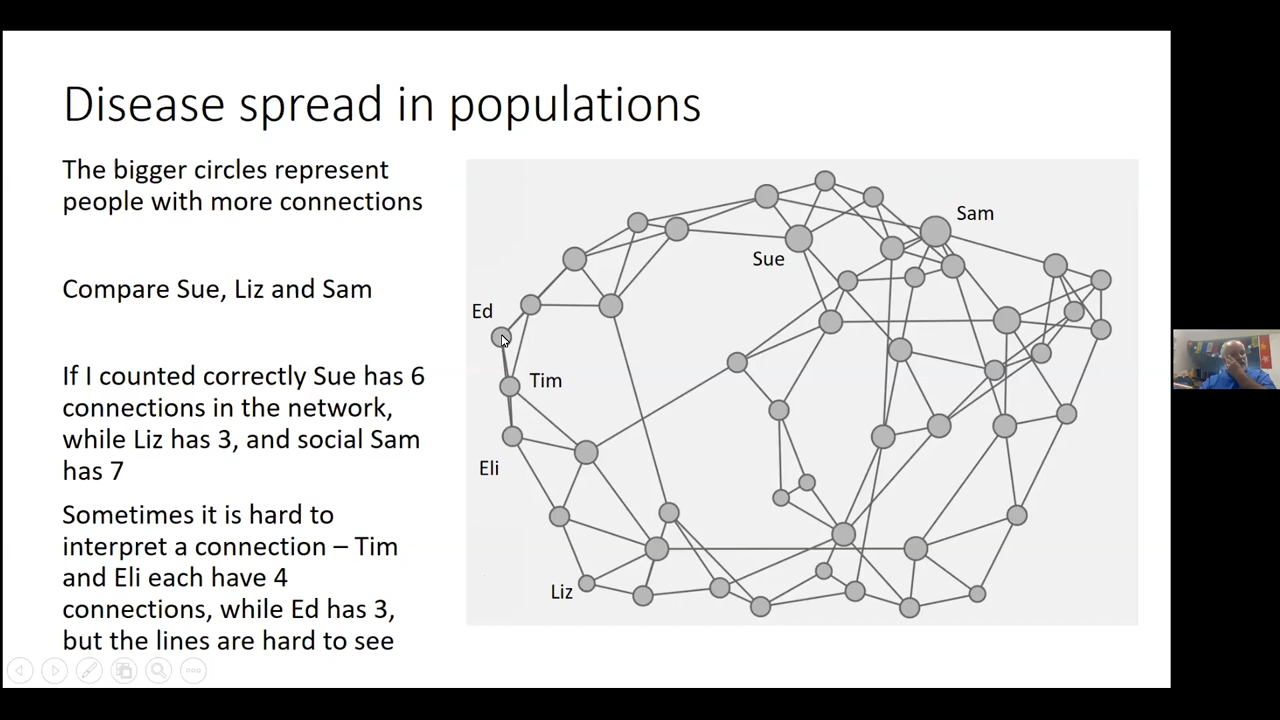 Disease spread in populations
The bigger circles represent
people with more connections
Compare Sue, Liz and Sam
If I counted correctly Sue has 6
connections in the network,
while Liz has 3, and social Sam
has 7
Sometimes it is hard to
interpret a connection – Tim
and Eli each have 4
connections, while Ed has 3,
but the lines are hard to see
Sam
Sue
Ed
Tim
Eli
Liz